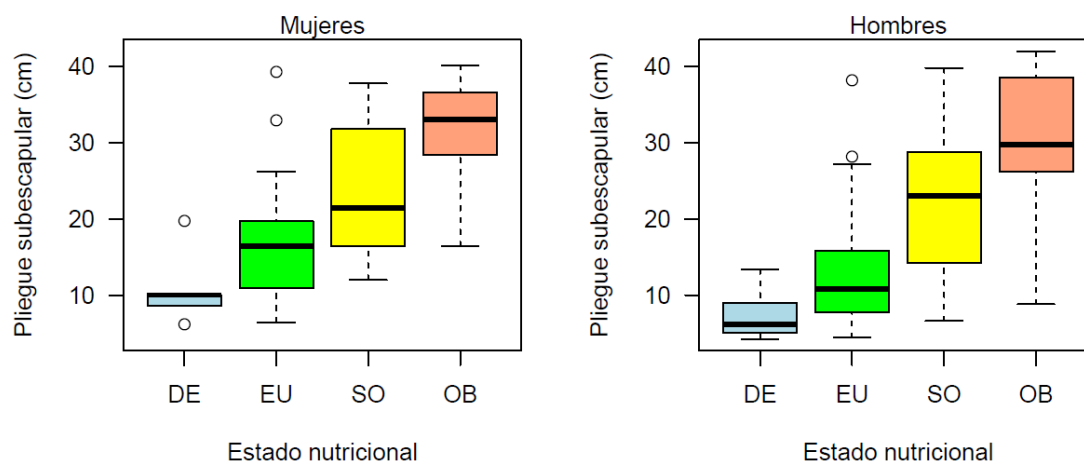 Mujeres
Pliegue subescapular (cm)
40
30
20
10
DE EU SO OB
Estado nutricional
Hombres
Pliegue subescapular (cm)
40
30
20
10
DE EU SO OB
Estado nutricional